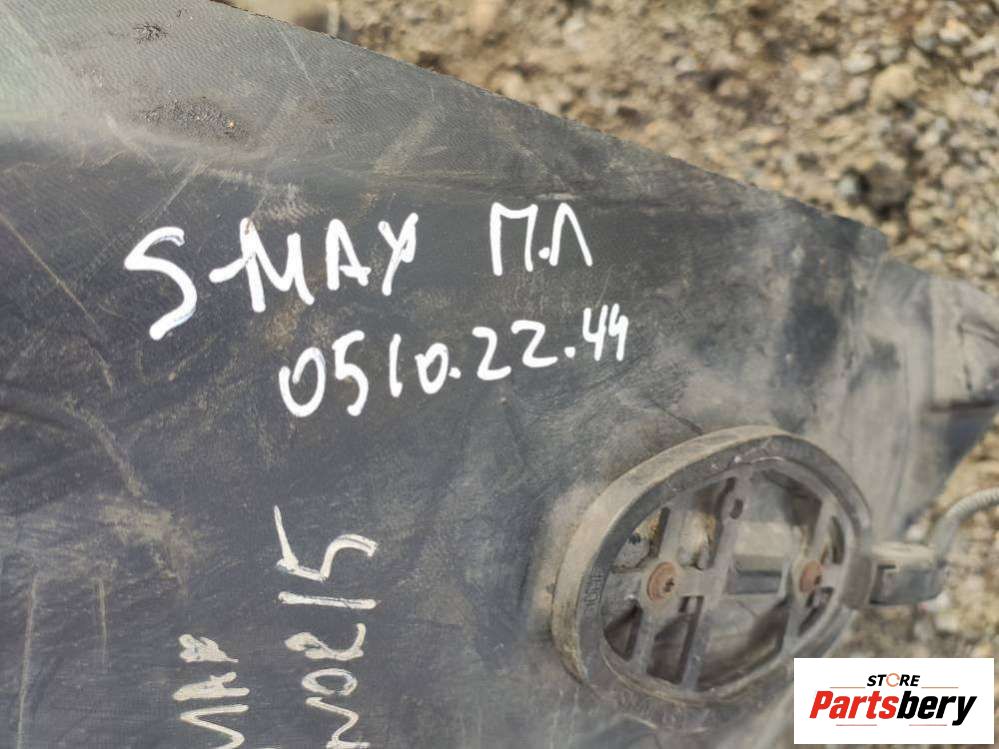 S-MAX П.Л
0510.22.44
STORE
Partsbery